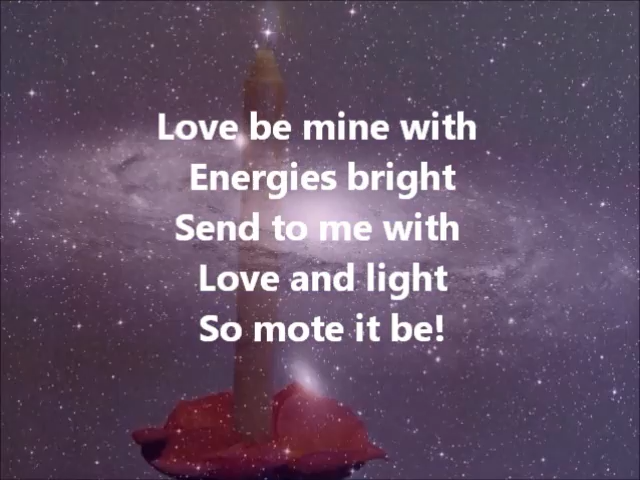 Love be mine with
Energies bright
Send to me with
Love and light
So mote it be!